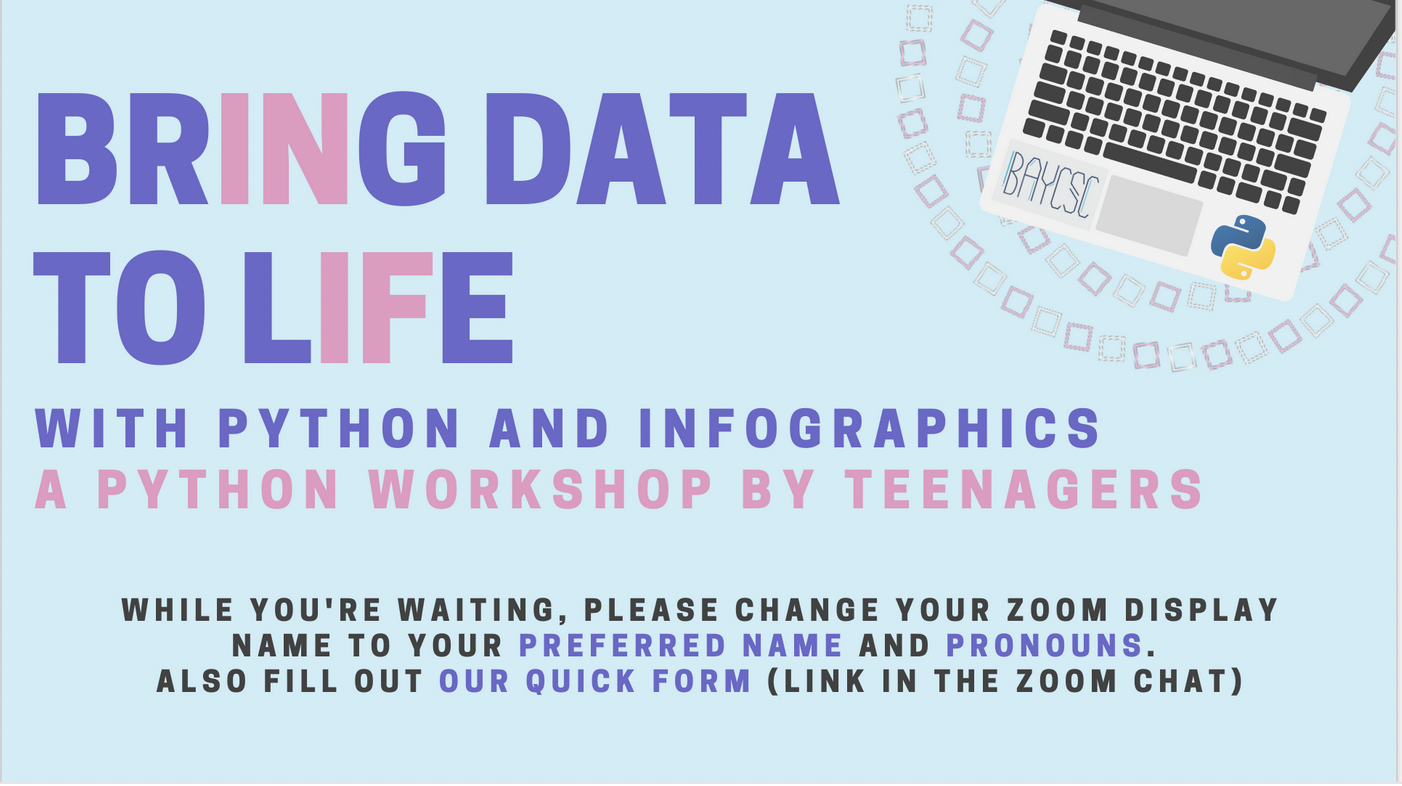 BRING DATA
TO LIFE
WITH PYTHON AND INFOGRAPHICS
A PYTHON WORKSHOP BY TEENAGERS
WHILE YOU'RE WAITING, PLEASE CHANGE YOUR ZOOM DISPLAY
NAME TO YOUR PREFERRED NAME AND PRONOUNS.
ALSO FILL OUT OUR QUICK FORM (LINK IN THE ZOOM CHAT)
BAYCSC